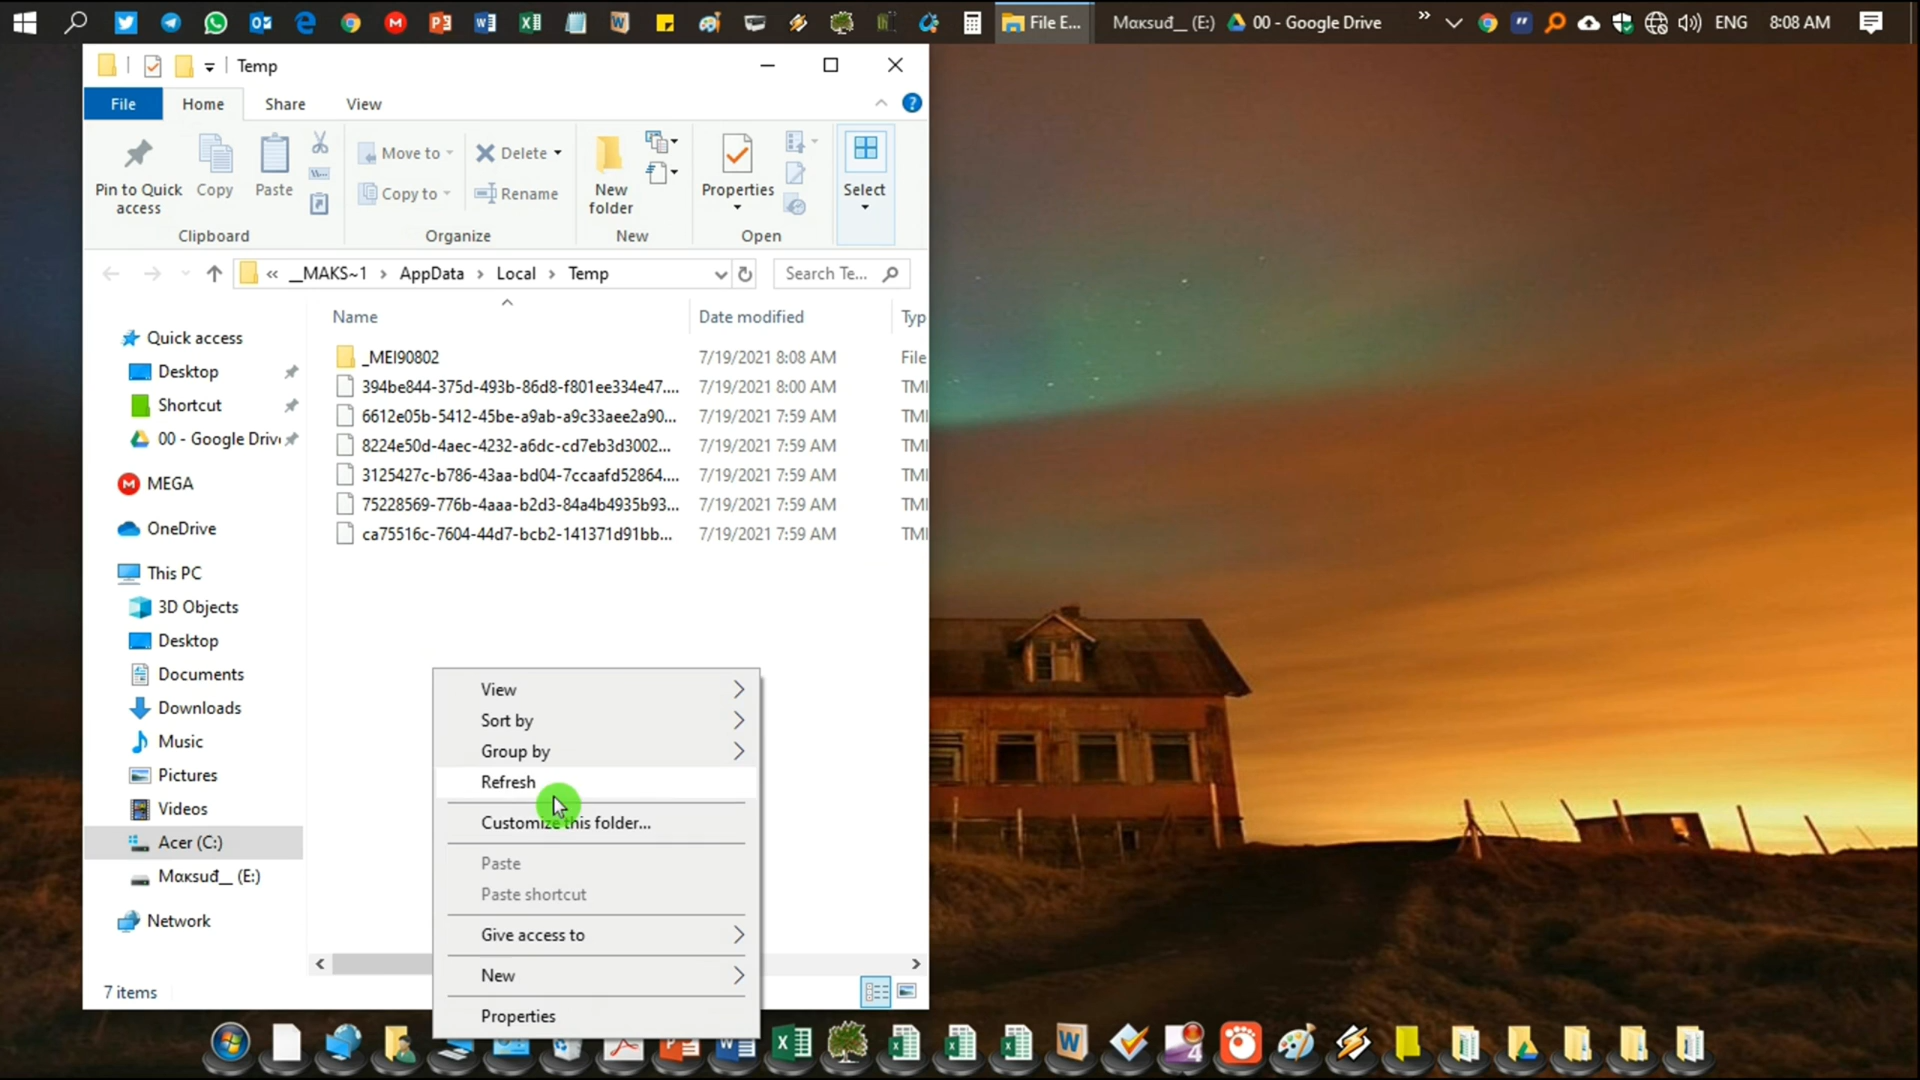 File E...
Mακѕuđ__ (E:)
00 - Google Drive
»
ENG
8:08 AM
Temp
File
Home
Share
View
Pin to Quick access
Copy
Paste
Move to
Copy to
Delete
Rename
New folder
Properties
Select
Clipboard
Organize
New
Open
« __MAKS~1 > AppData > Local > Temp
Search Te...
Name
Date modified
Typ
Quick access
Desktop
Shortcut
00 - Google Driv
MEGA
OneDrive
This PC
3D Objects
Desktop
Documents
Downloads
Music
Pictures
Videos
Acer (C:)
Mακѕuđ__ (E:)
Network
_MEI90802 7/19/2021 8:08 AM File
394be844-375d-493b-86d8-f801ee334e47.... 7/19/2021 8:00 AM TMI
6612e05b-5412-45be-a9ab-a9c33aee2a90... 7/19/2021 7:59 AM TMI
8224e50d-4aec-4232-a6dc-cd7eb3d3002... 7/19/2021 7:59 AM TMI
3125427c-b786-43aa-bd04-7ccaafd52864.... 7/19/2021 7:59 AM TMI
75228569-776b-4aaa-b2d3-84a4b4935b93... 7/19/2021 7:59 AM TMI
ca75516c-7604-44d7-bcb2-141371d91bb... 7/19/2021 7:59 AM TMI
View
Sort by
Group by
Refresh
Customize this folder...
Paste
Paste shortcut
Give access to
New
Properties
7 items